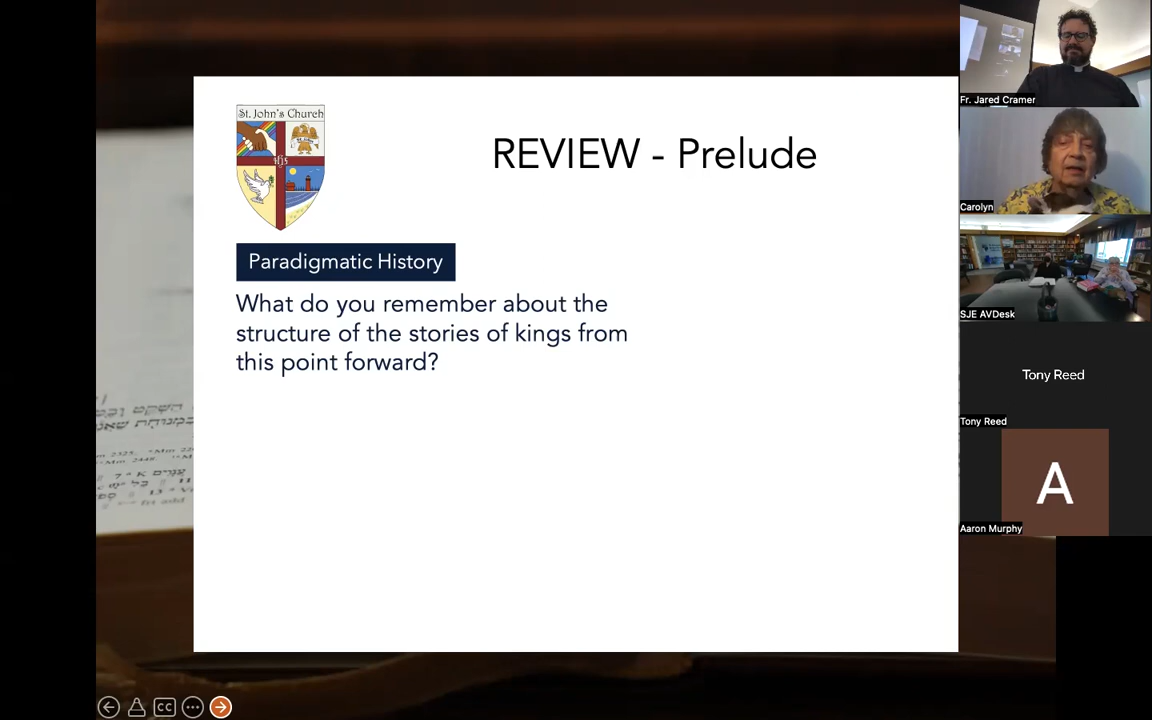 St. John's Church
REVIEW - Prelude
Paradigmatic History
What do you remember about the
structure of the stories of kings from
this point forward?
CC
Fr. Jared Cramer
Carolyn
SJE AVDesk
Tony Reed
Tony Reed
A
Aaron Murphy